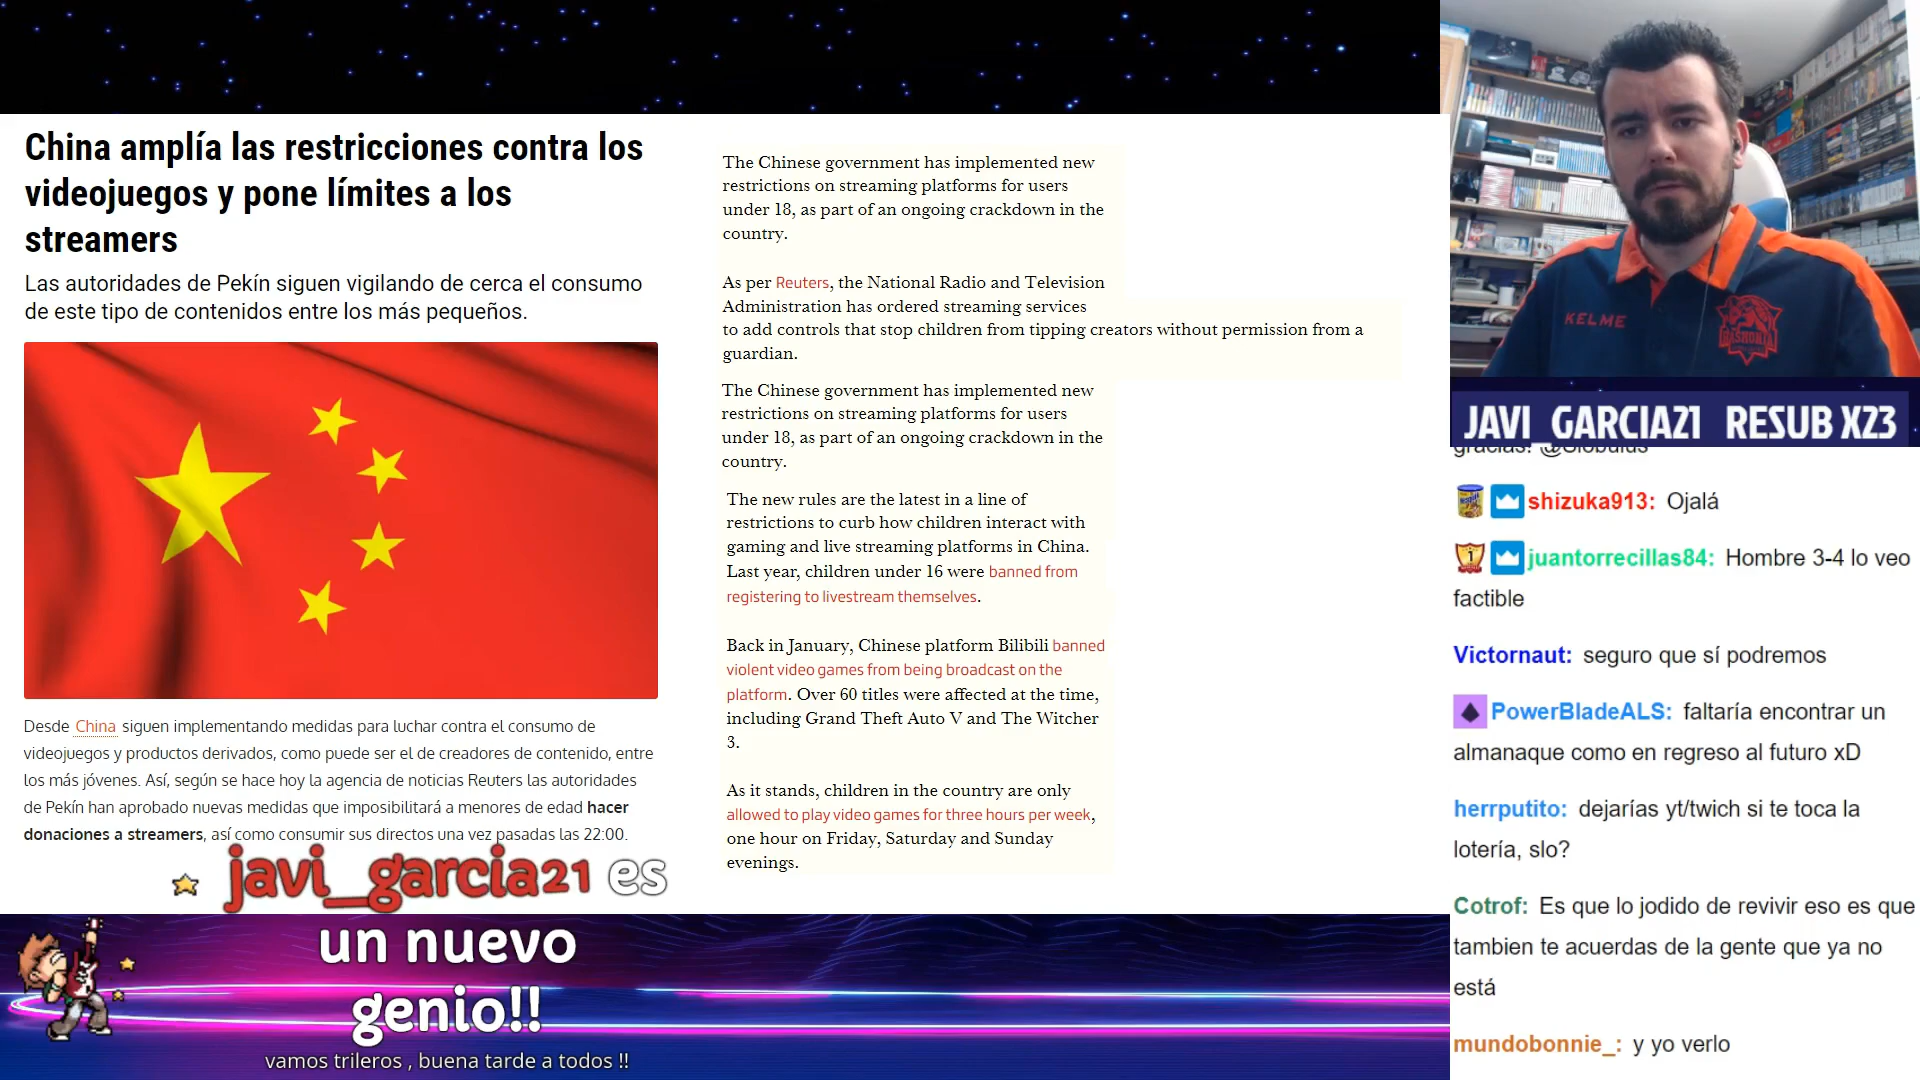 China amplía las restricciones contra los
videojuegos y pone límites a los
streamers
Las autoridades de Pekín siguen vigilando de cerca el consumo
de este tipo de contenidos entre los más pequeños.
Desde China siguen implementando medidas para luchar contra el consumo de
videojuegos y productos derivados, como puede ser el de creadores de contenido, entre
los más jóvenes. Así, según se hace hoy la agencia de noticias Reuters las autoridades
de Pekín han aprobado nuevas medidas que imposibilitará a menores de edad hacer
donaciones a streamers, así como consumir sus directos una vez pasadas las 22:00.
The Chinese government has implemented new
restrictions on streaming platforms for users
under 18, as part of an ongoing crackdown in the
country.
As per Reuters, the National Radio and Television
Administration has ordered streaming services
to add controls that stop children from tipping creators without permission from a
guardian.
The Chinese government has implemented new
restrictions on streaming platforms for users
under 18, as part of an ongoing crackdown in the
country.
The new rules are the latest in a line of
restrictions to curb how children interact with
gaming and live streaming platforms in China.
Last year, children under 16 were banned from
registering to livestream themselves.
Back in January, Chinese platform Bilibili banned
violent video games from being broadcast on the
platform. Over 60 titles were affected at the time,
including Grand Theft Auto V and The Witcher
3.
As it stands, children in the country are only
allowed to play video games for three hours per week,
one hour on Friday, Saturday and Sunday
evenings.
javi_garcia21 es
un nuevo
genio!!
vamos trileros , buena tarde a todos !!
KELME
BASKONIA
JAVI_GARCIA21 RESUB X23
gracias! @Globulus
shizuka913: Ojalá
juantorrecillas84: Hombre 3-4 lo veo
factible
Victornaut: seguro que sí podremos
PowerBladeALS: faltaría encontrar un
almanaque como en regreso al futuro xD
herrputito: dejarías yt/twich si te toca la
lotería, slo?
Cotrof: Es que lo jodido de revivir eso es que
tambien te acuerdas de la gente que ya no
está
mundobonnie_: y yo verlo